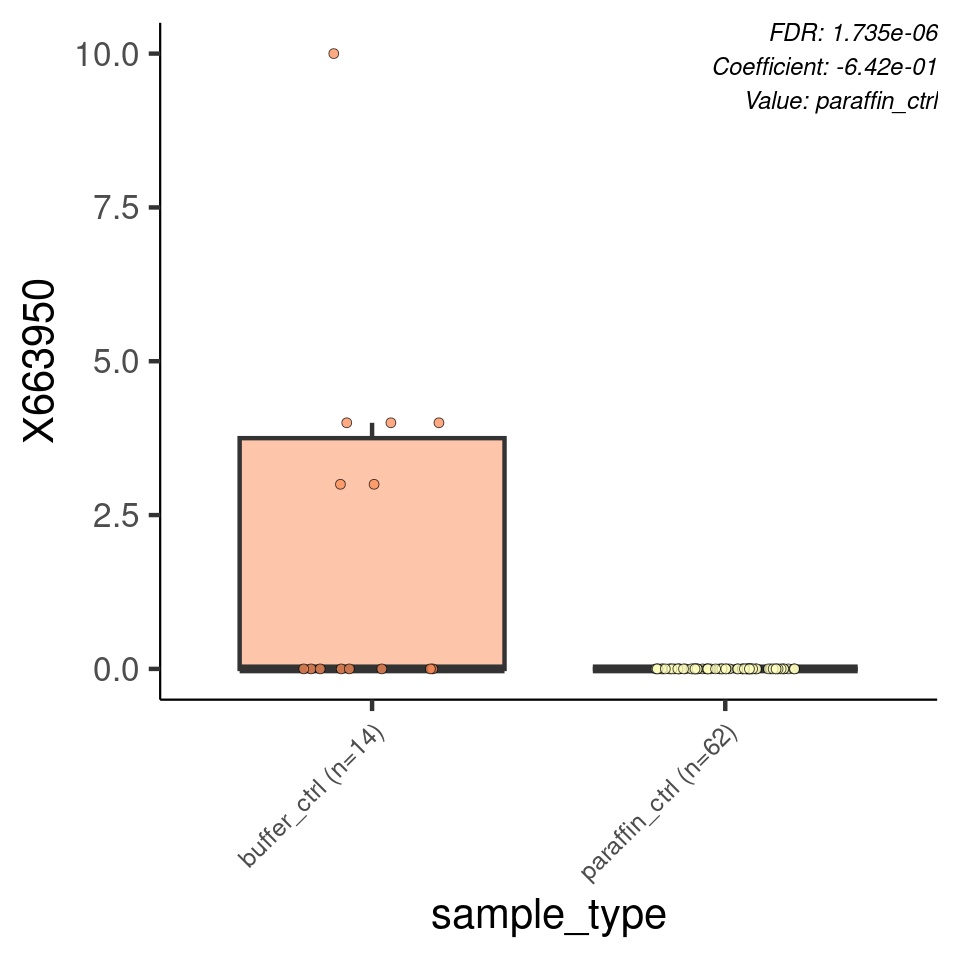 FDR: 1.735e-06
Coefficient: -6.42e-01
Value: paraffin_ctrl
10.0
7.5
5.0
2.5
0.0
X663950
buffer_ctrl (n=14)
paraffin_ctrl (n=62)
sample_type